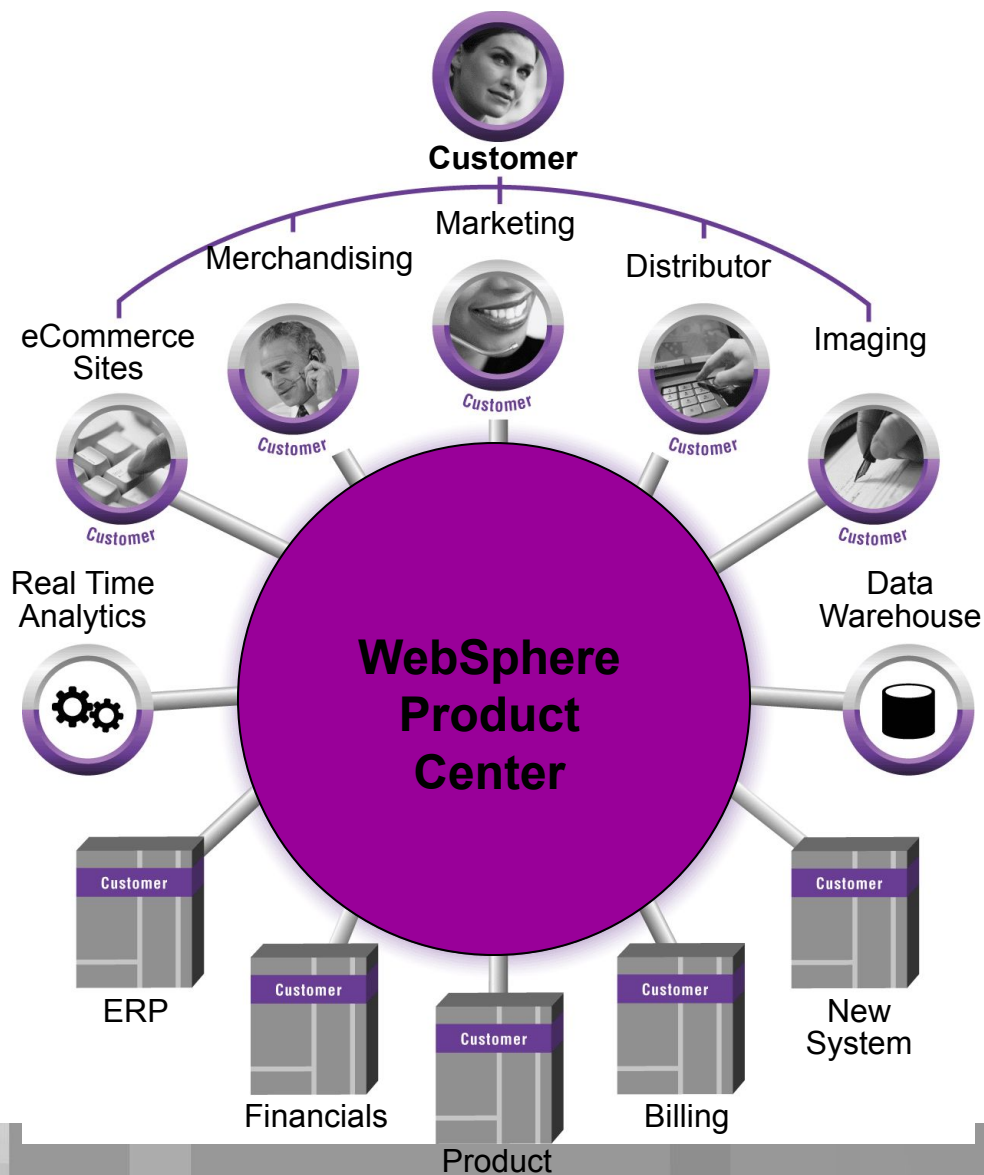 Customer
Marketing
Merchandising
Distributor
eCommerce
Sites
Imaging
Customer
Customer
Customer
Customer
Customer
Real Time
Analytics
Data
Warehouse
WebSphere
Product
Center
Customer
Customer
Customer
Customer
Customer
ERP
New
System
Financials
Billing
Product